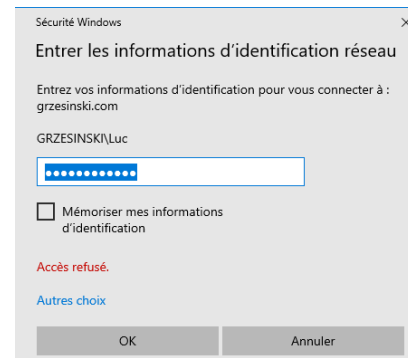 Sécurité Windows
Entrer les informations d’identification réseau
Entrez vos informations d’identification pour vous connecter à :
grzesinski.com
GRZESINSKI\Luc
●●●●●●●●●●●●
Mémoriser mes informations
d’identification
Accès refusé.
Autres choix
OK
Annuler